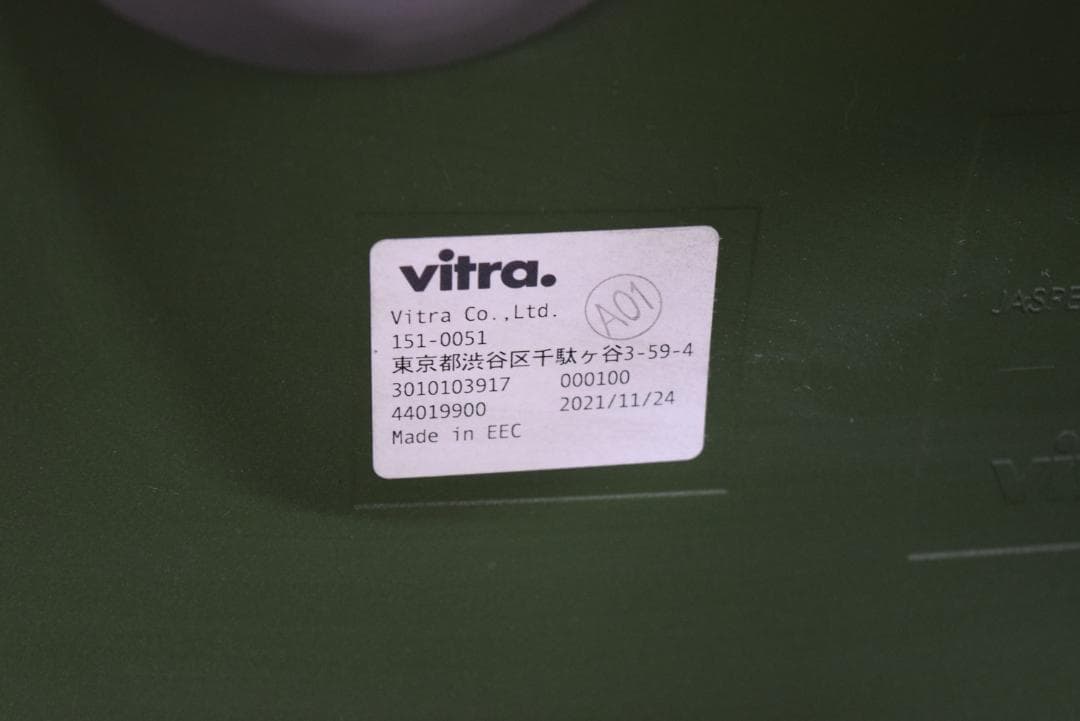 vitra.
A01
Vitra Co.,Ltd.
151-0051
東京都渋谷区千駄ヶ谷3-59-4
3010103917 000100
44019900 2021/11/24
Made in EEC